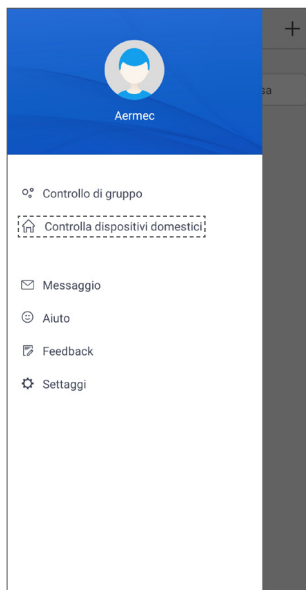 Aermec
Controllo di gruppo
Controlla dispositivi domestici
Messaggio
Aiuto
Feedback
Settaggi